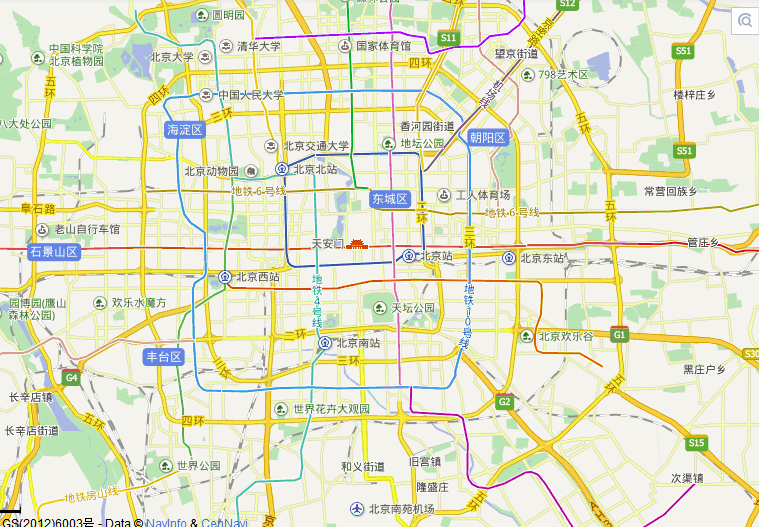 圆明园
S12
清华大学
国家体育馆
S11
机场路
中国科学院
北京植物园
北京大学
望京街道
S51
四环
798艺术区
五环
四环
中国人民大学
机场线
楼梓庄乡
三环
五环
八大处公园
海淀区
香河园街道
朝阳区
北京交通大学
地坛公园
S51
北京动物园
北京北站
地铁6号线
东城区
工人体育场
常营回族乡
阜石路
二环
地铁6号线
老山自行车馆
三环
石景山区
天安门
管庄乡
北京站
北京东站
北京西站
地铁4号线
地铁10号线
园博园(鹰山
森林公园)
欢乐水魔方
天坛公园
二环
北京欢乐谷
G1
北京南站
丰台区
三环
S30
三环
G4
黑庄户乡
五环
长辛店镇
G2
世界花卉大观园
四环
五环
长辛店街道
S15
世界公园
和义街道
旧宫镇
次渠镇
隆盛庄
五环
地铁房山线
北京南苑机场
GS(2012)6003号 - Data © NavInfo & CenNavi